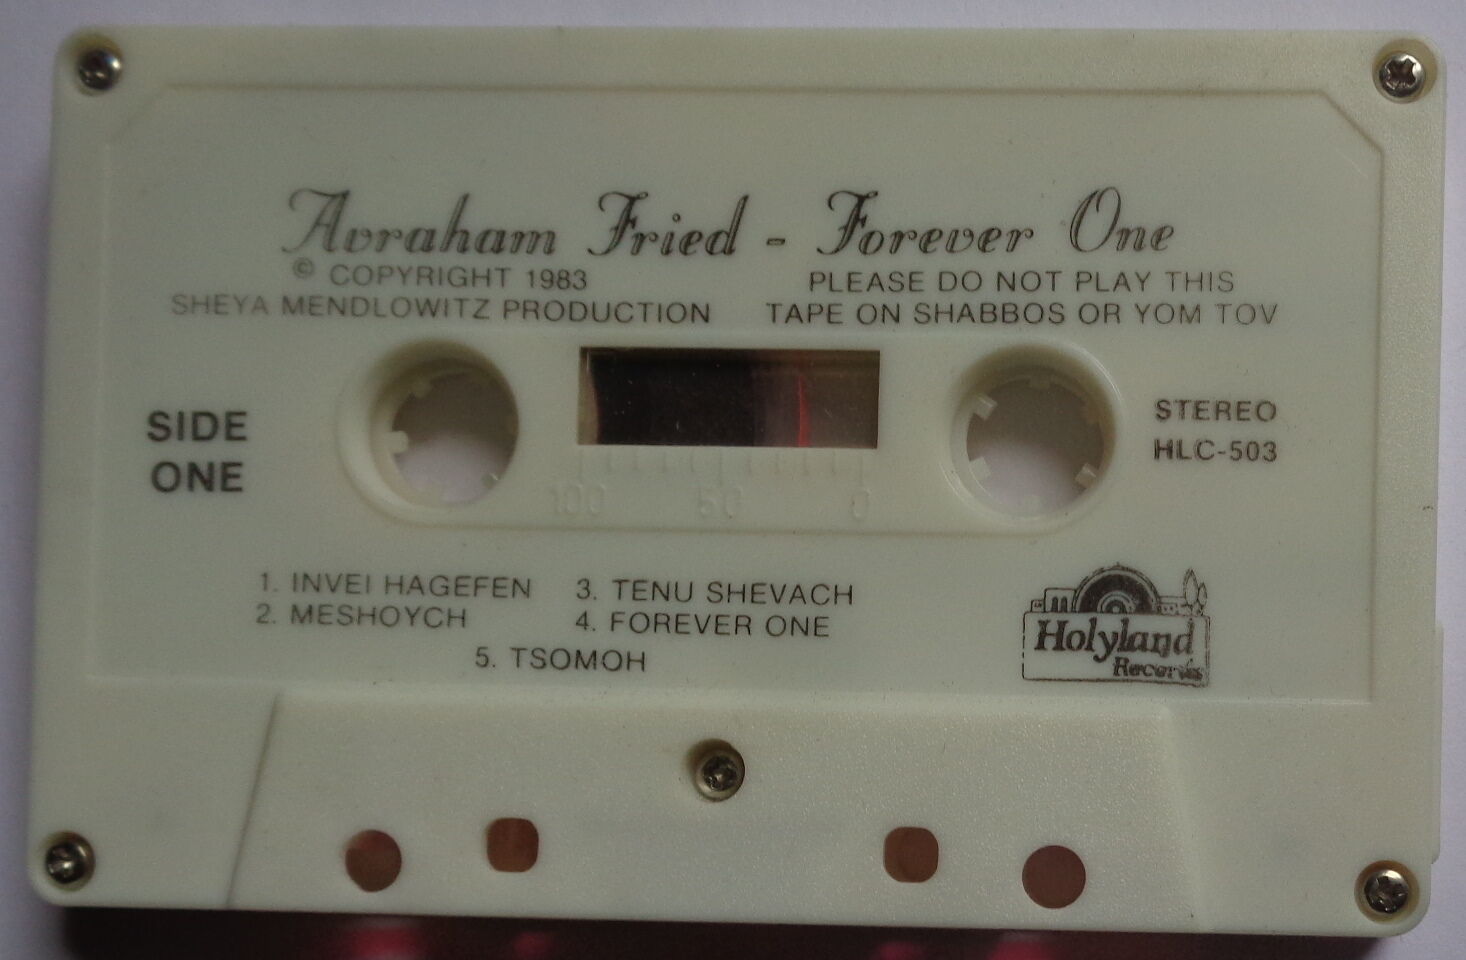 Avraham Fried - Forever One
© COPYRIGHT 1983
SHEYA MENDLOWITZ PRODUCTION
PLEASE DO NOT PLAY THIS
TAPE ON SHABBOS OR YOM TOV
SIDE
ONE
STEREO
HLC-503
100 50 0
1. INVEI HAGEFEN
2. MESHOYCH
3. TENU SHEVACH
4. FOREVER ONE
5. TSOMOH
Holyland
Records